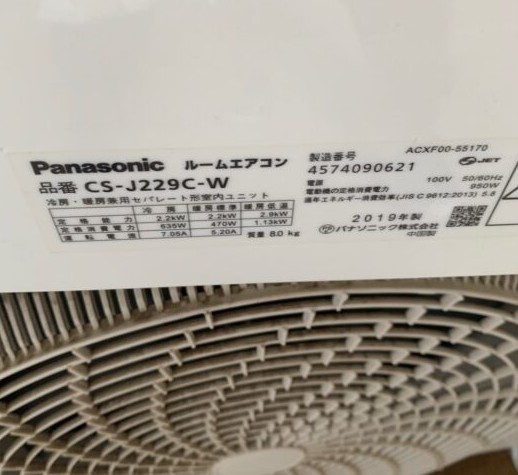 Panasonic ルームエアコン
品番 CS-J229C-W
冷房・暖房兼用セパレート形室内ユニット
冷房 暖房標準 暖房低温
定格能力 2.2kW 2.2kW 2.9kW
定格消費電力 635W 470W 1.13kW
運転電流 7.05A 5.20A
質量 8.0 kg
ACXF00-55170
製造番号
4574090621
JET
電源 100V 50/60Hz
電動機の定格消費電力 950W
通年エネルギー消費効率(JIS C 9612:2013) 5.8
2019年製
パナソニック株式会社
中国製